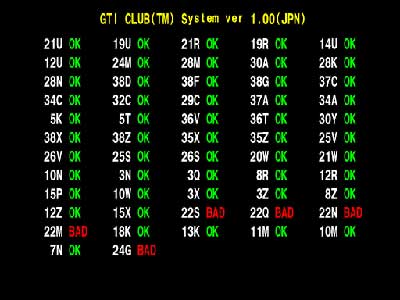 GTI CLUB(TM) System ver 1.00(JPN)
21U OK 19U OK 21R OK 19R OK 14U OK
12U OK 24M OK 28M OK 30A OK 28K OK
28N OK 38D OK 38F OK 38G OK 37C OK
34C OK 32C OK 29C OK 37A OK 34A OK
5K OK 5T OK 36V OK 36T OK 30Y OK
38X OK 38Z OK 35X OK 35Z OK 25V OK
26V OK 25S OK 26S OK 20W OK 21W OK
10N OK 3N OK 3Q OK 8R OK 12R OK
15P OK 10W OK 3X OK 3Z OK 8Z OK
12Z OK 15X OK 22S BAD 22Q BAD 22N BAD
22M BAD 18K OK 13K OK 11M OK 10M OK
7N OK 24G BAD